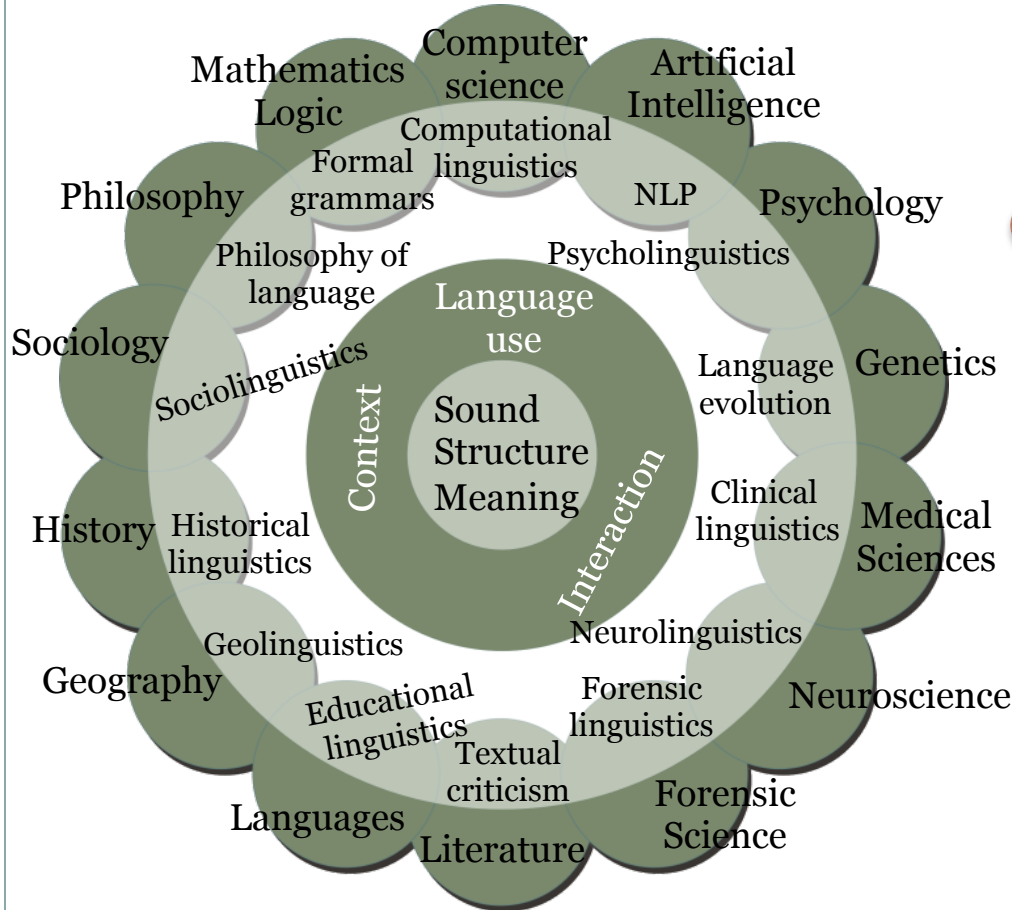 Computer
science
Mathematics
Logic
Artificial
Intelligence
Computational
linguistics
Formal
grammars
NLP
Philosophy
Psychology
Philosophy of
language
Psycholinguistics
Language
use
Sociology
Sociolinguistics
Language
evolution
Genetics
Context
Sound
Structure
Meaning
Interaction
History
Historical
linguistics
Clinical
linguistics
Medical
Sciences
Geolinguistics
Neurolinguistics
Geography
Educational
linguistics
Forensic
linguistics
Neuroscience
Textual
criticism
Languages
Literature
Forensic
Science